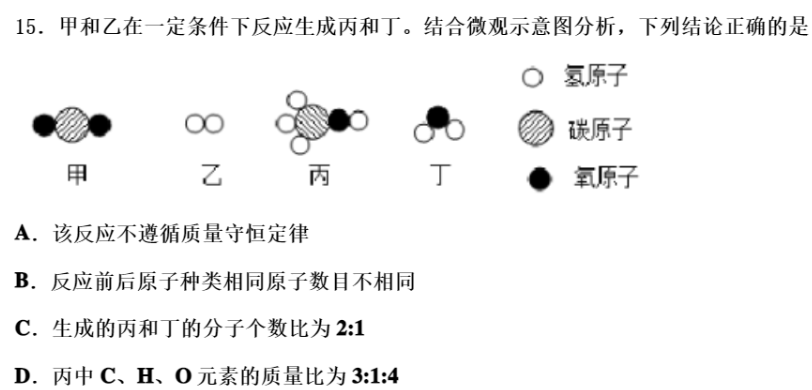 15．甲和乙在一定条件下反应生成丙和丁。结合微观示意图分析，下列结论正确的是
氢原子
碳原子
氧原子
甲 乙 丙 丁
A．该反应不遵循质量守恒定律
B．反应前后原子种类相同原子数目不相同
C．生成的丙和丁的分子个数比为 2:1
D．丙中 C、H、O 元素的质量比为 3:1:4